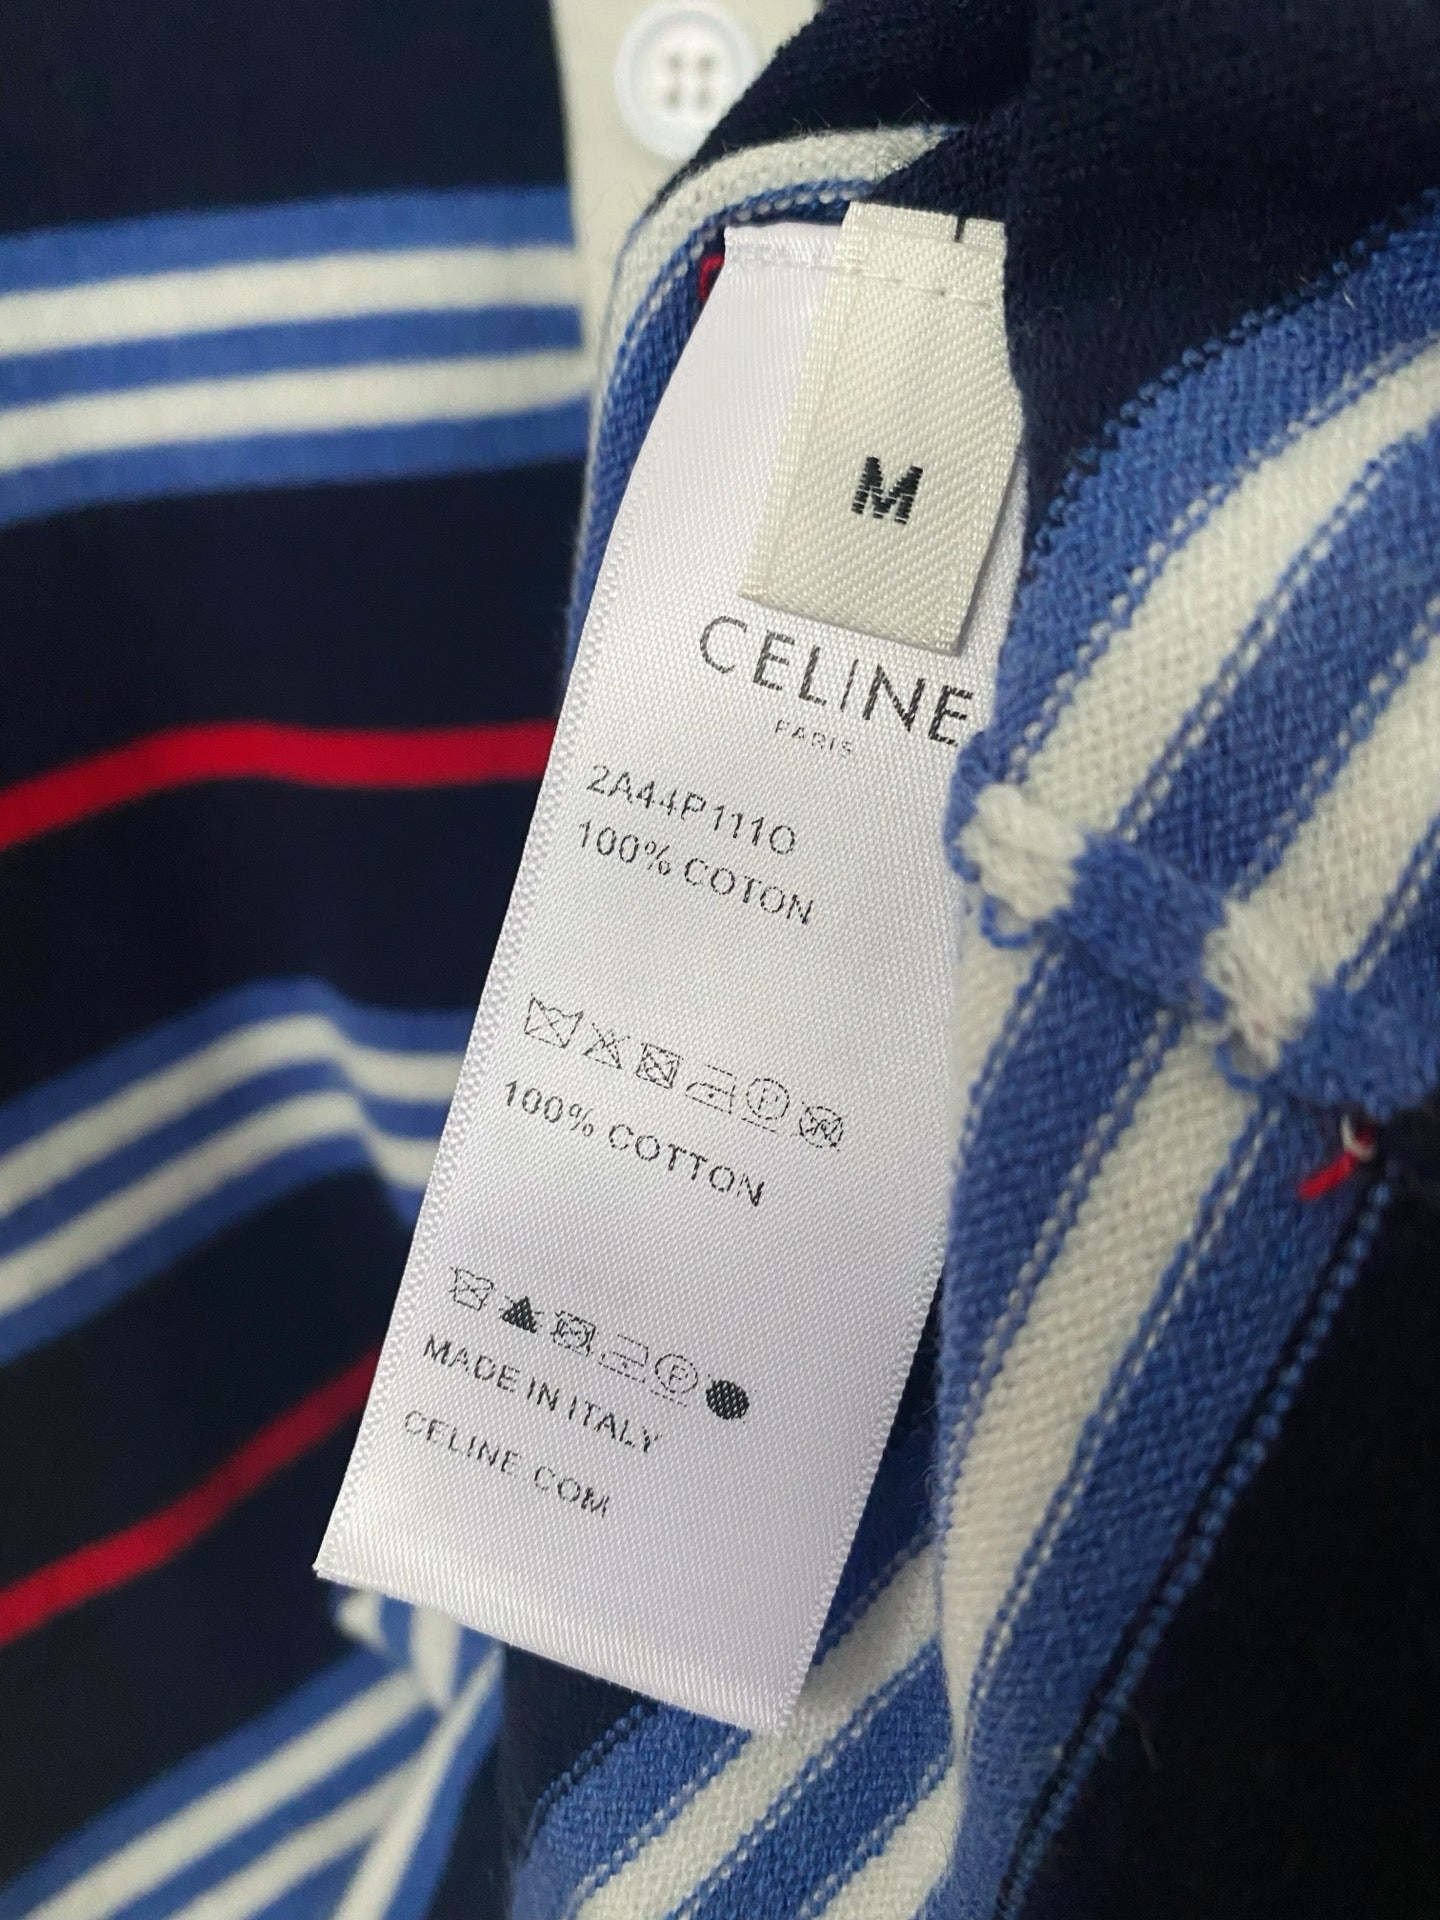 M
CELINE
PARIS
2A44P111O
100% COTON
P
100% COTTON
P
MADE IN ITALY
CELINE.COM